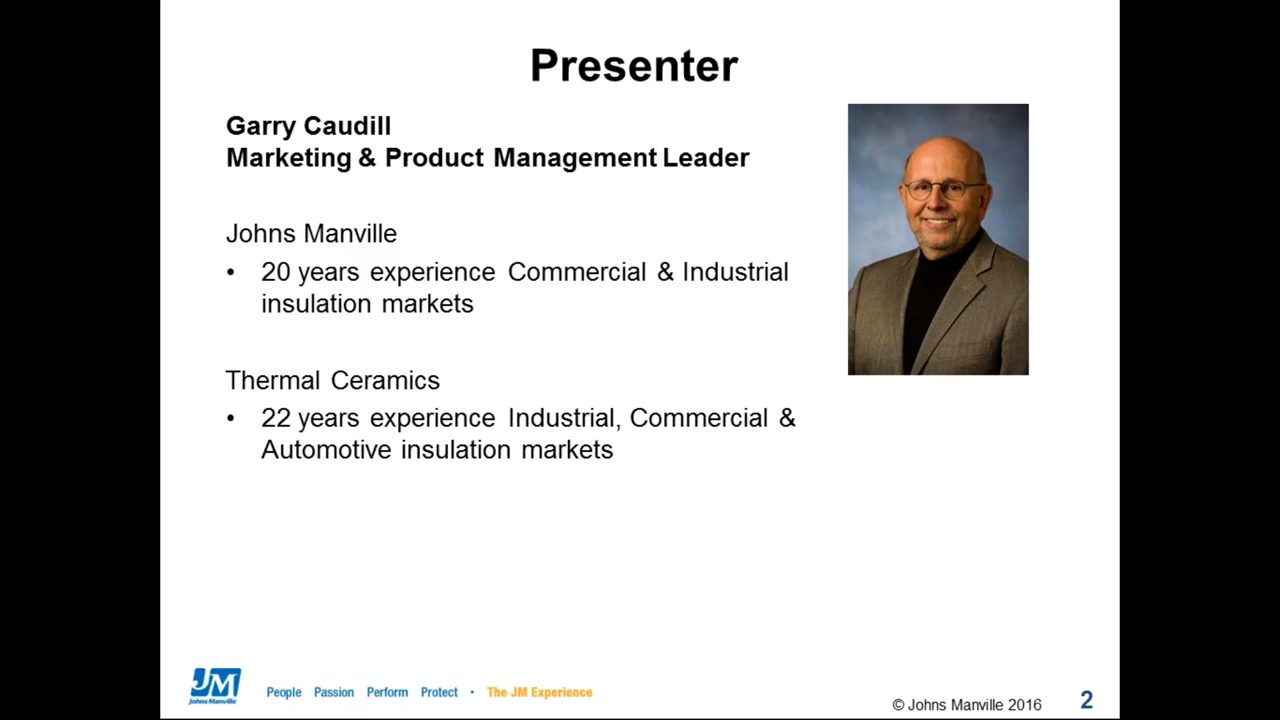 Presenter
Garry Caudill
Marketing & Product Management Leader
Johns Manville
• 20 years experience Commercial & Industrial
insulation markets
Thermal Ceramics
• 22 years experience Industrial, Commercial &
Automotive insulation markets
JM
Johns Manville
People Passion Perform Protect • The JM Experience
© Johns Manville 2016
2